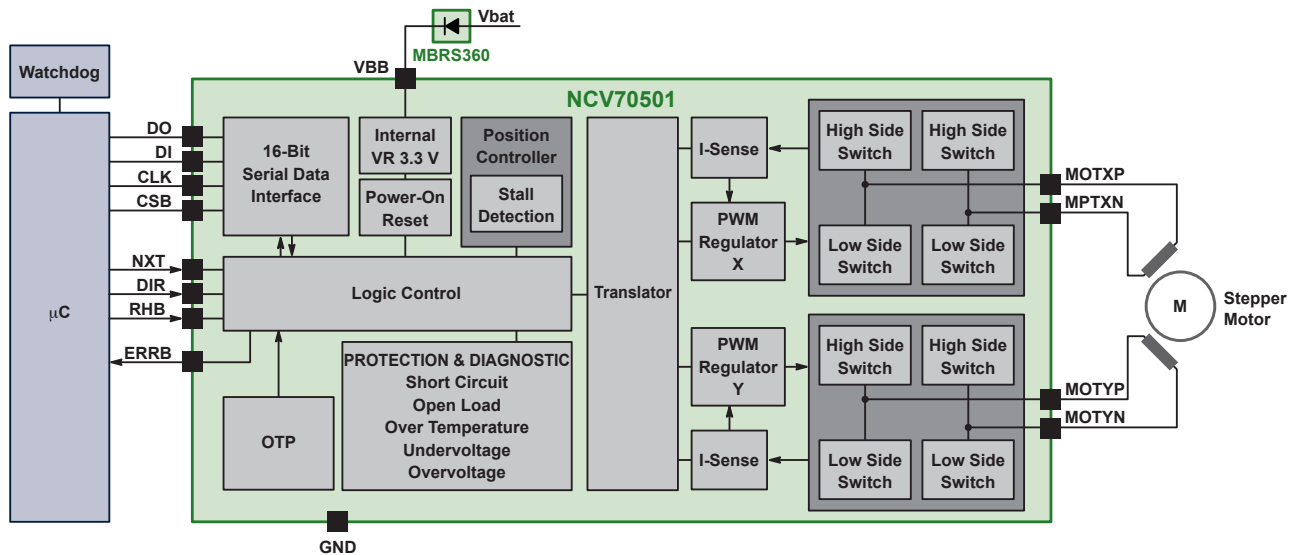 Vbat
MBRS360
VBB
Watchdog
NCV70501
μC
DO
DI
CLK
CSB
NXT
DIR
RHB
ERRB
16-Bit
Serial Data
Interface
Internal
VR 3.3 V
Power-On
Reset
Position
Controller
Stall
Detection
Logic Control
OTP
PROTECTION & DIAGNOSTIC
Short Circuit
Open Load
Over Temperature
Undervoltage
Overvoltage
Translator
I-Sense
PWM
Regulator
X
PWM
Regulator
Y
I-Sense
High Side
Switch
High Side
Switch
Low Side
Switch
Low Side
Switch
High Side
Switch
High Side
Switch
Low Side
Switch
Low Side
Switch
MOTXP
MPTXN
MOTYP
MOTYN
M
Stepper
Motor
GND